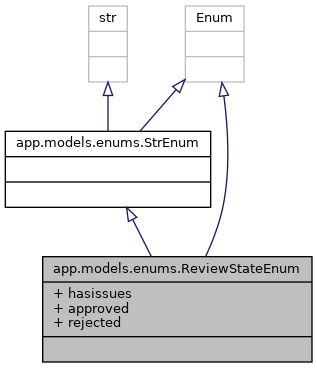 str
Enum
app.models.enums.StrEnum
app.models.enums.ReviewStateEnum
+ hasissues
+ approved
+ rejected